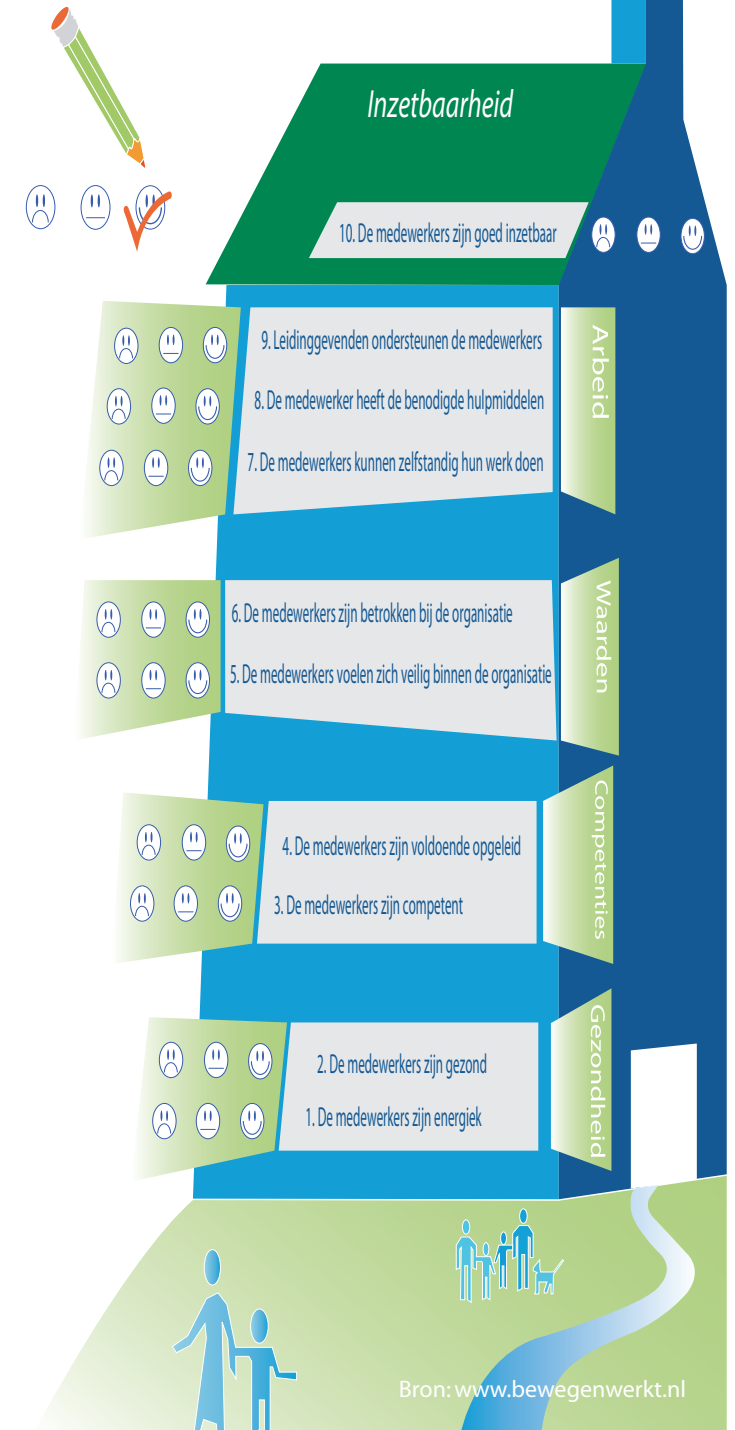 Inzetbaarheid
10. De medewerkers zijn goed inzetbaar
Arbeid
9. Leidinggevenden ondersteunen de medewerkers
8. De medewerker heeft de benodigde hulpmiddelen
7. De medewerkers kunnen zelfstandig hun werk doen
Waarden
6. De medewerkers zijn betrokken bij de organisatie
5. De medewerkers voelen zich veilig binnen de organisatie
Competenties
4. De medewerkers zijn voldoende opgeleid
3. De medewerkers zijn competent
Gezondheid
2. De medewerkers zijn gezond
1. De medewerkers zijn energiek
Bron: www.bewegenwerkt.nl